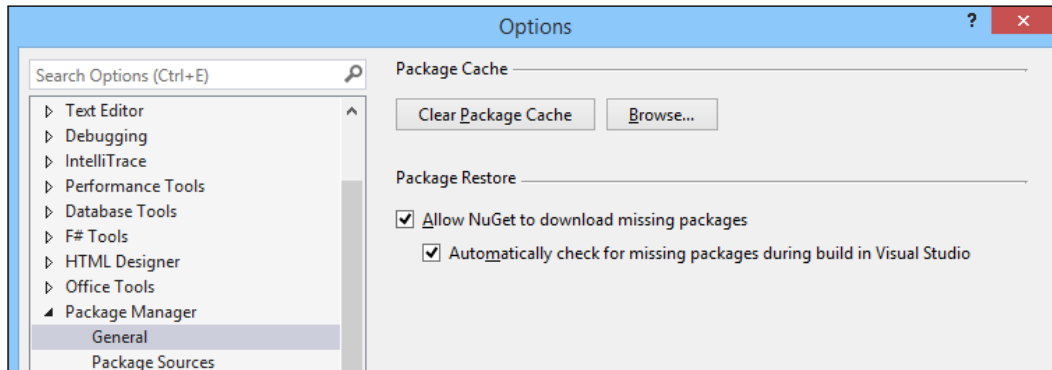 Options
?
Search Options (Ctrl+E)
Text Editor
Debugging
IntelliTrace
Performance Tools
Database Tools
F# Tools
HTML Designer
Office Tools
Package Manager
General
Package Sources
Package Cache
Clear Package Cache
Browse...
Package Restore
Allow NuGet to download missing packages
Automatically check for missing packages during build in Visual Studio